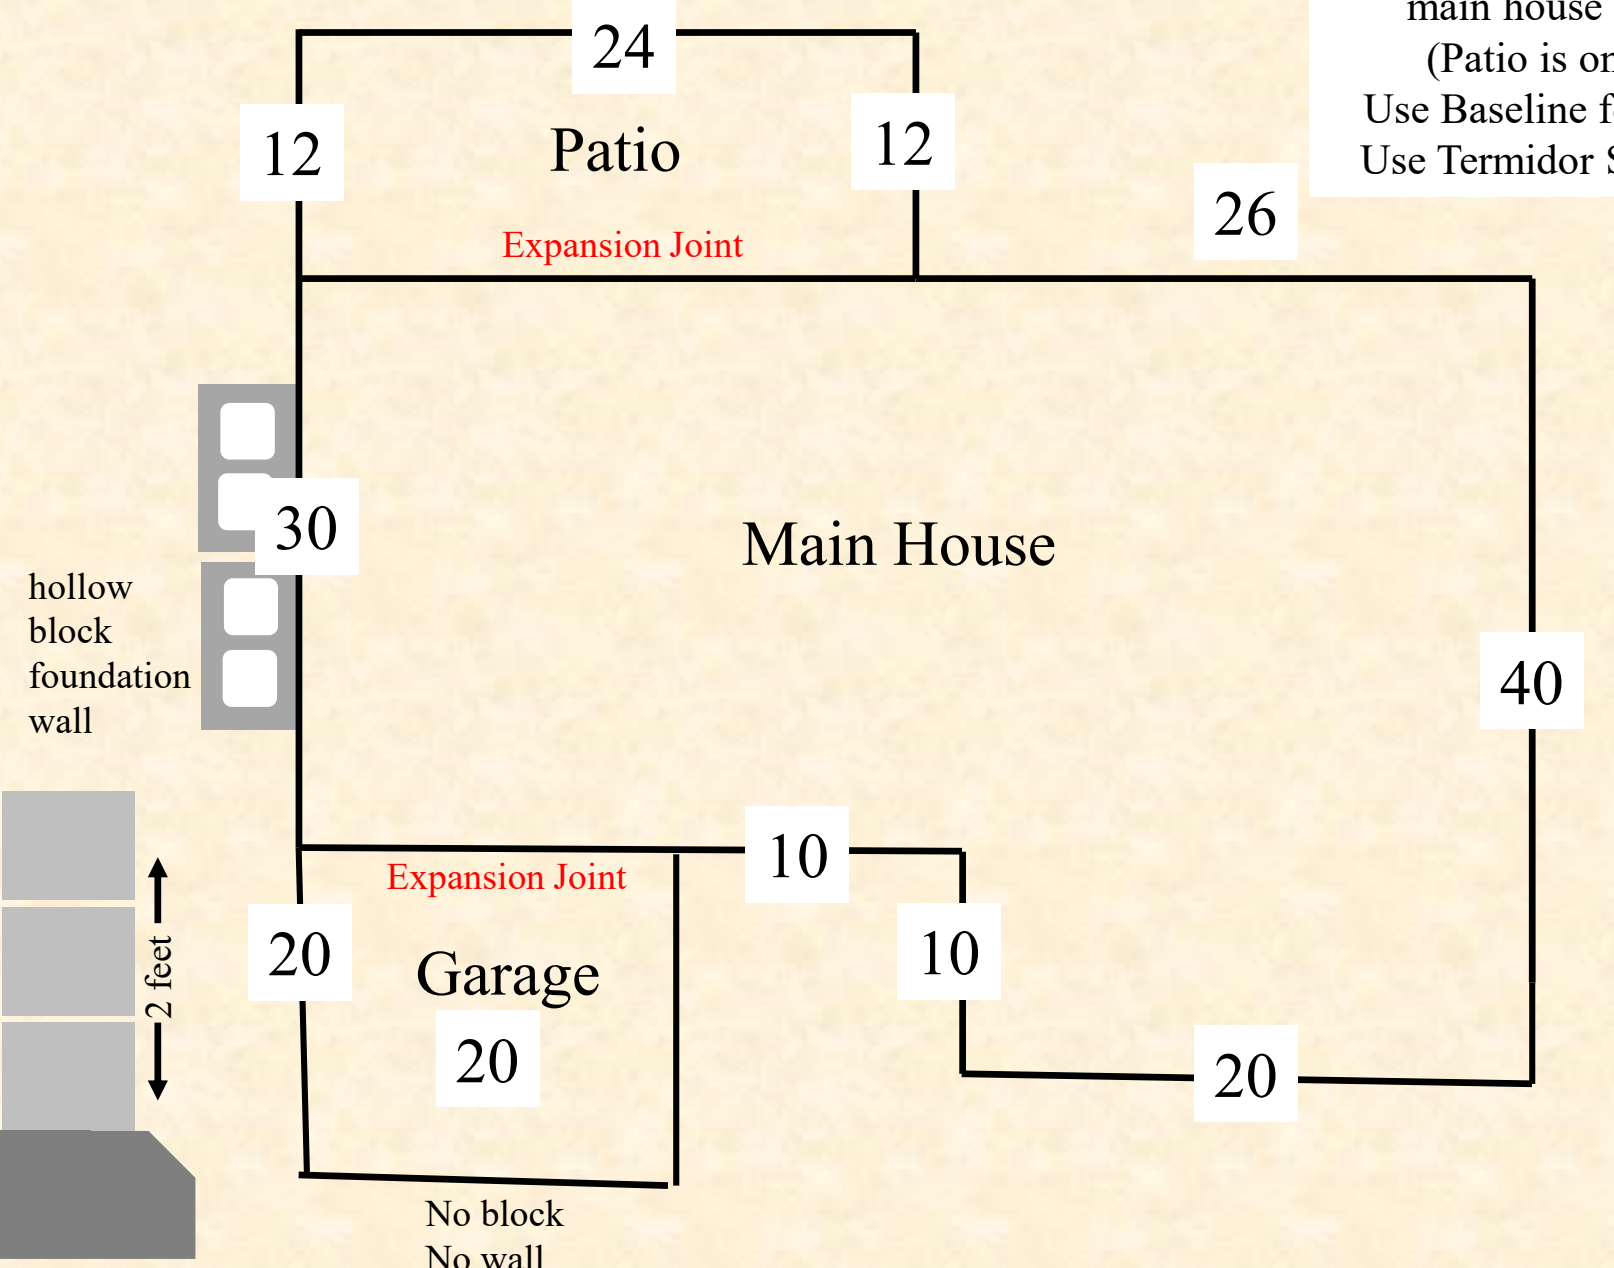 main house
(Patio is on
Use Baseline f
Use Termidor S
24
12
Patio
12
26
Expansion Joint
30
Main House
hollow
block
foundation
wall
40
10
Expansion Joint
20
10
Garage
2 feet
20
20
No block
No wall